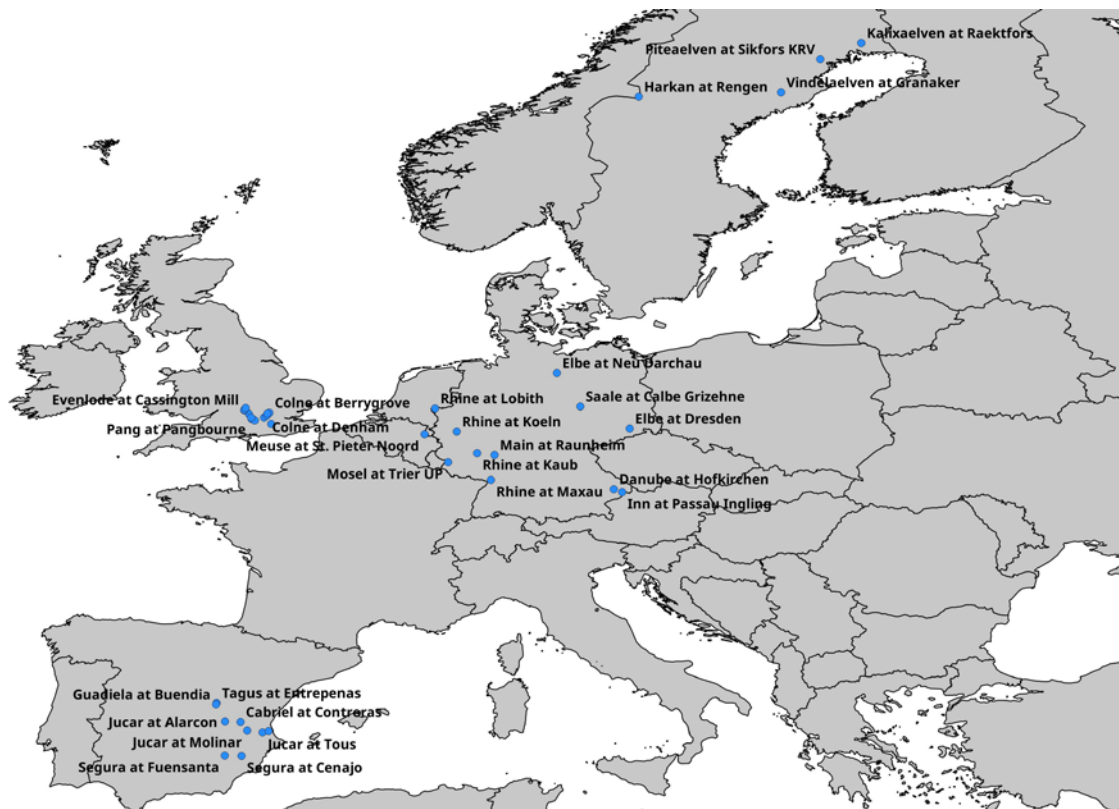 Kalixaelven at Raektfors
Piteaelven at Sikfors KRV
Harkan at Rengen
Vindelaelven at Granaker
Elbe at Neu Darchau
Evenlode at Cassington Mill
Colne at Berrygrove
Rhine at Lobith
Saale at Calbe Grizehne
Pang at Pangbourne
Colne at Denham
Rhine at Koeln
Elbe at Dresden
Meuse at St. Pieter Noord
Main at Raunheim
Mosel at Trier UP
Rhine at Kaub
Danube at Hofkirchen
Rhine at Maxau
Inn at Passau Ingling
Guadiela at Buendia
Tagus at Entrepenas
Jucar at Alarcon
Cabriel at Contreras
Jucar at Molinar
Jucar at Tous
Segura at Fuensanta
Segura at Cenajo